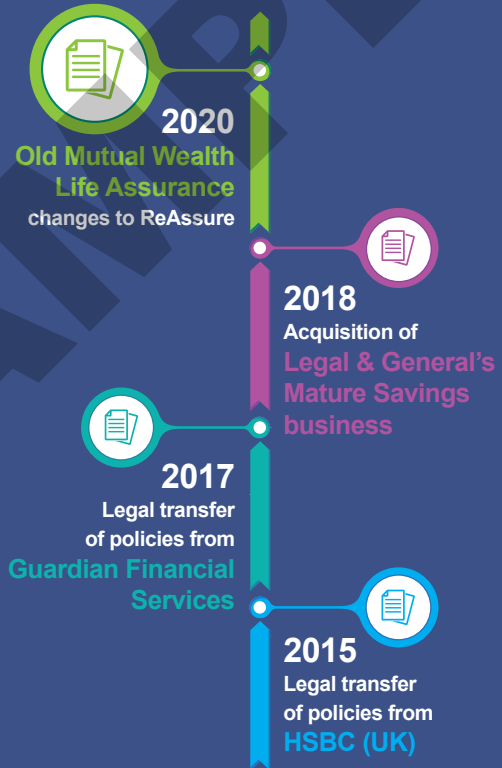 2020
Old Mutual Wealth
Life Assurance
changes to ReAssure
2018
Acquisition of
Legal & General's
Mature Savings
business
2017
Legal transfer
of policies from
Guardian Financial
Services
2015
Legal transfer
of policies from
HSBC (UK)